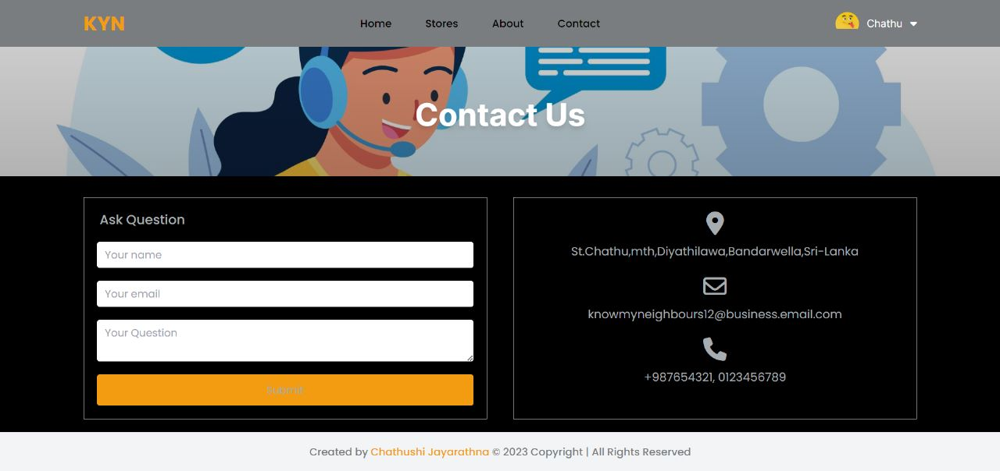 KYN
Home Stores About Contact
Chathu
Contact Us
Ask Question
Your name
Your email
Your Question
Submit
St.Chathu,mth,Diyathilawa,Bandarwella,Sri-Lanka
knowmyneighbours12@business.email.com
+987654321, 0123456789
Created by Chathushi Jayarathna © 2023 Copyright | All Rights Reserved